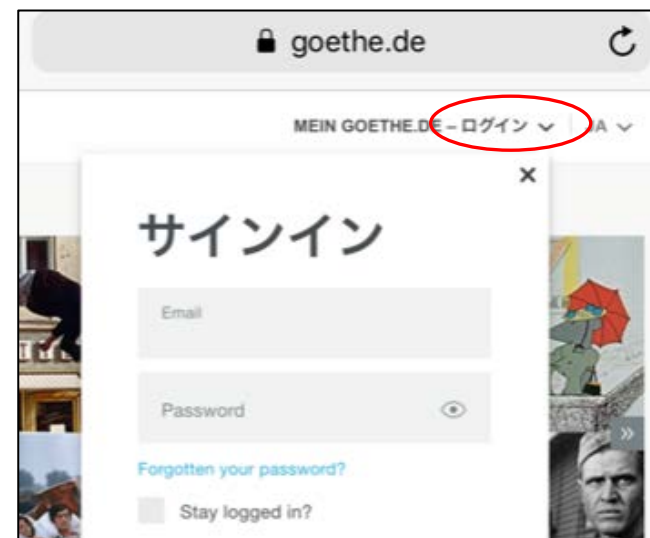 goethe.de
MEIN GOETHE.DE – ログイン JA
×
サインイン
Email
Password
Forgotten your password?
Stay logged in?
»